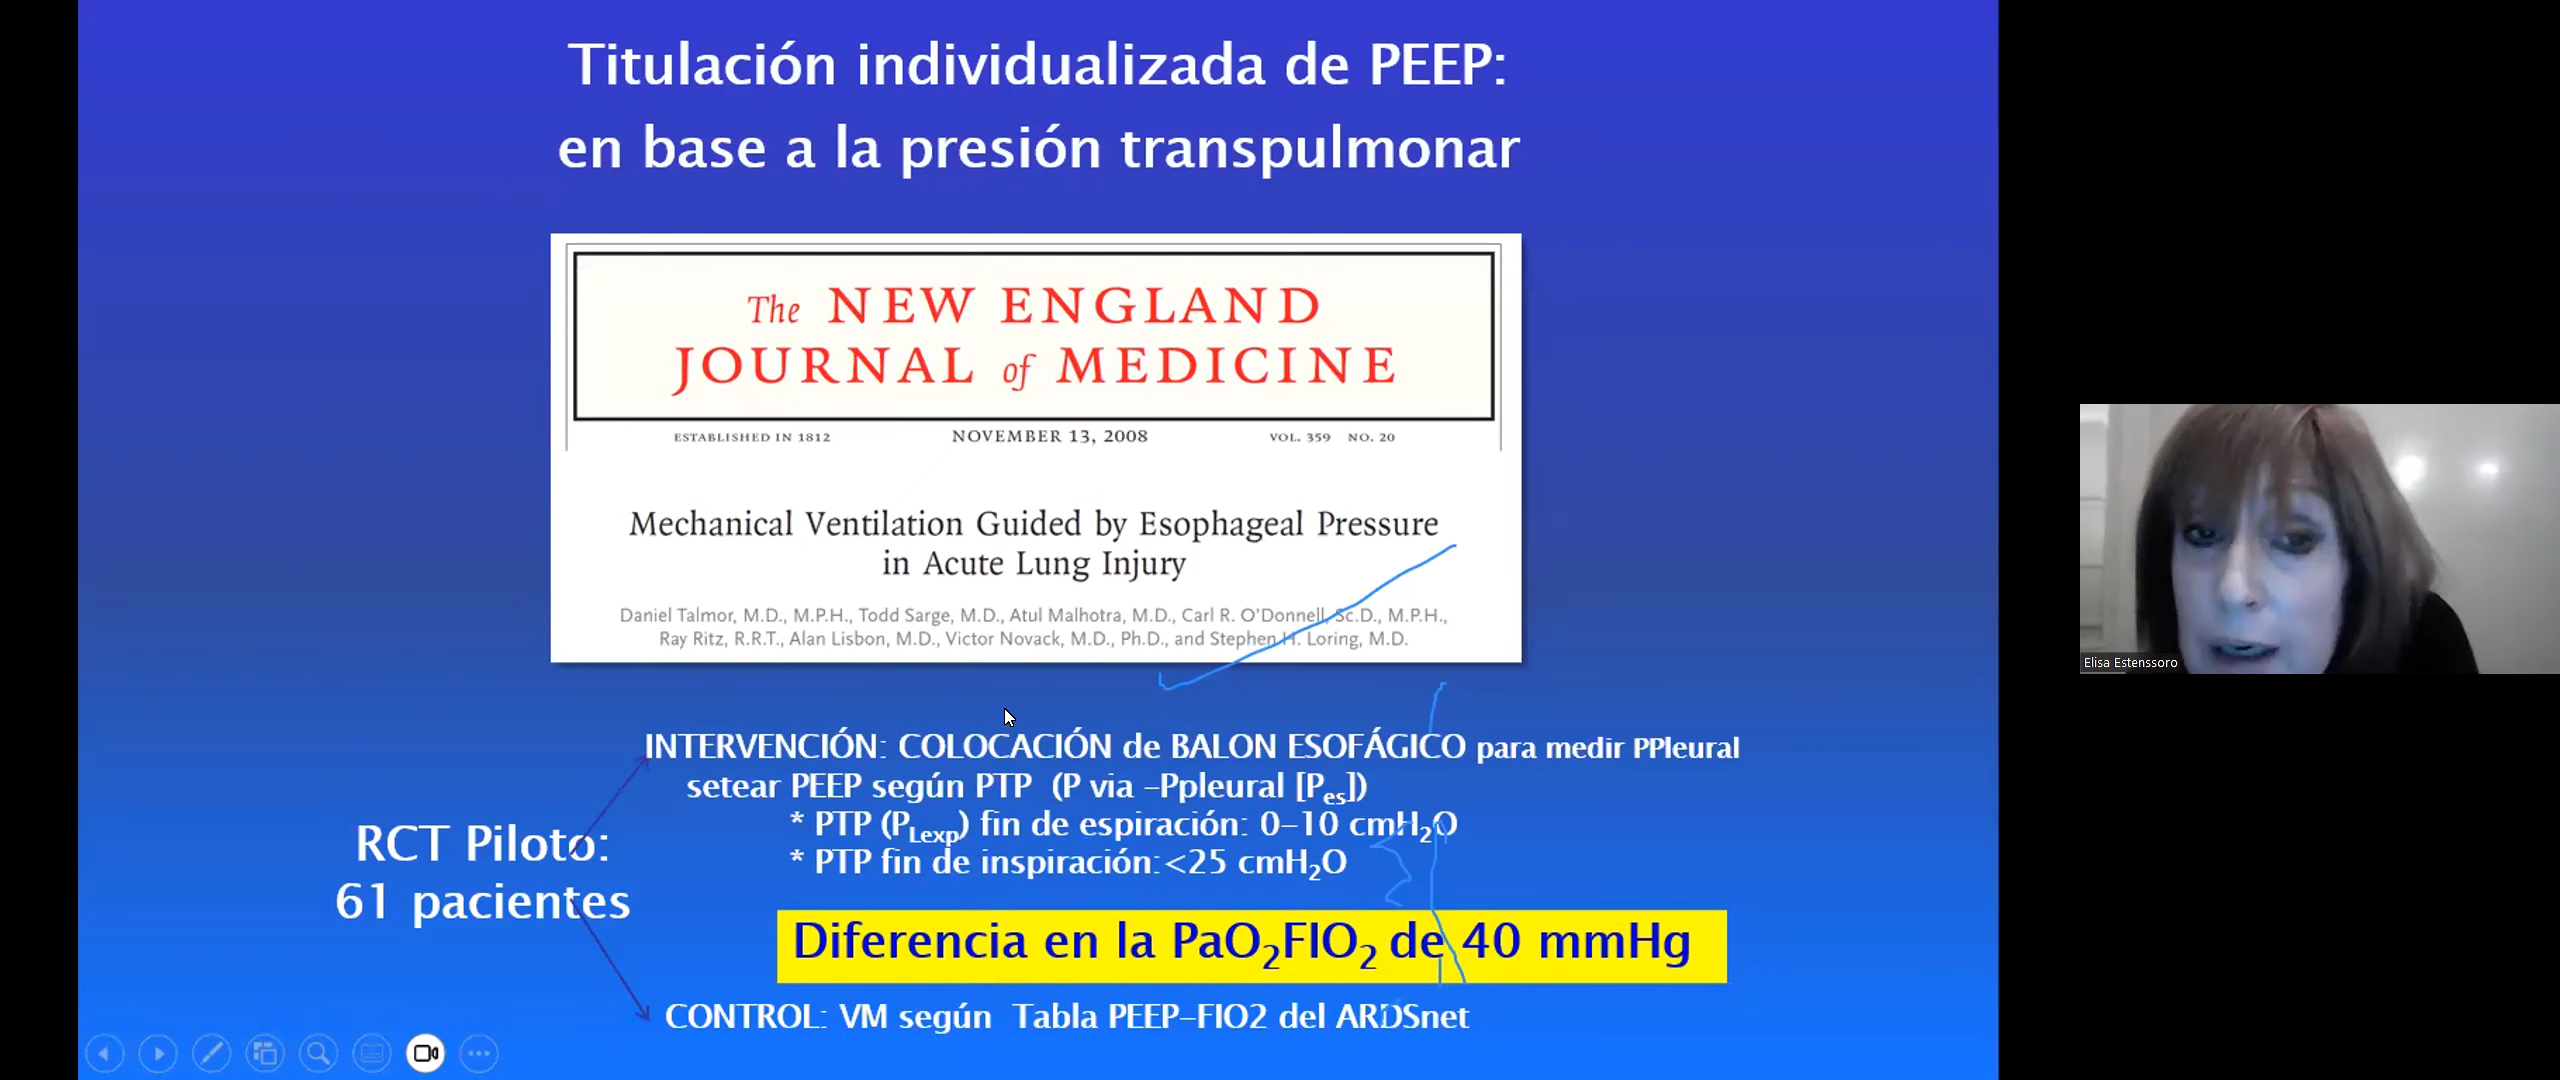 Titulación individualizada de PEEP:
en base a la presión transpulmonar
The NEW ENGLAND
JOURNAL of MEDICINE
ESTABLISHED IN 1812 NOVEMBER 13, 2008 VOL. 359 NO. 20
Mechanical Ventilation Guided by Esophageal Pressure
in Acute Lung Injury
Daniel Talmor, M.D., M.P.H., Todd Sarge, M.D., Atul Malhotra, M.D., Carl R. O'Donnell, Sc.D., M.P.H.,
Ray Ritz, R.R.T., Alan Lisbon, M.D., Victor Novack, M.D., Ph.D., and Stephen H. Loring, M.D.
RCT Piloto:
61 pacientes
INTERVENCIÓN: COLOCACIÓN de BALON ESOFÁGICO para medir PPleural
setear PEEP según PTP (P via -Ppleural [Pes])
* PTP (PLexp) fin de espiración: 0-10 cmH2O
* PTP fin de inspiración:<25 cmH2O
Diferencia en la PaO2FIO2 de 40 mmHg
CONTROL: VM según Tabla PEEP-FIO2 del ARDSnet
Elisa Estenssoro